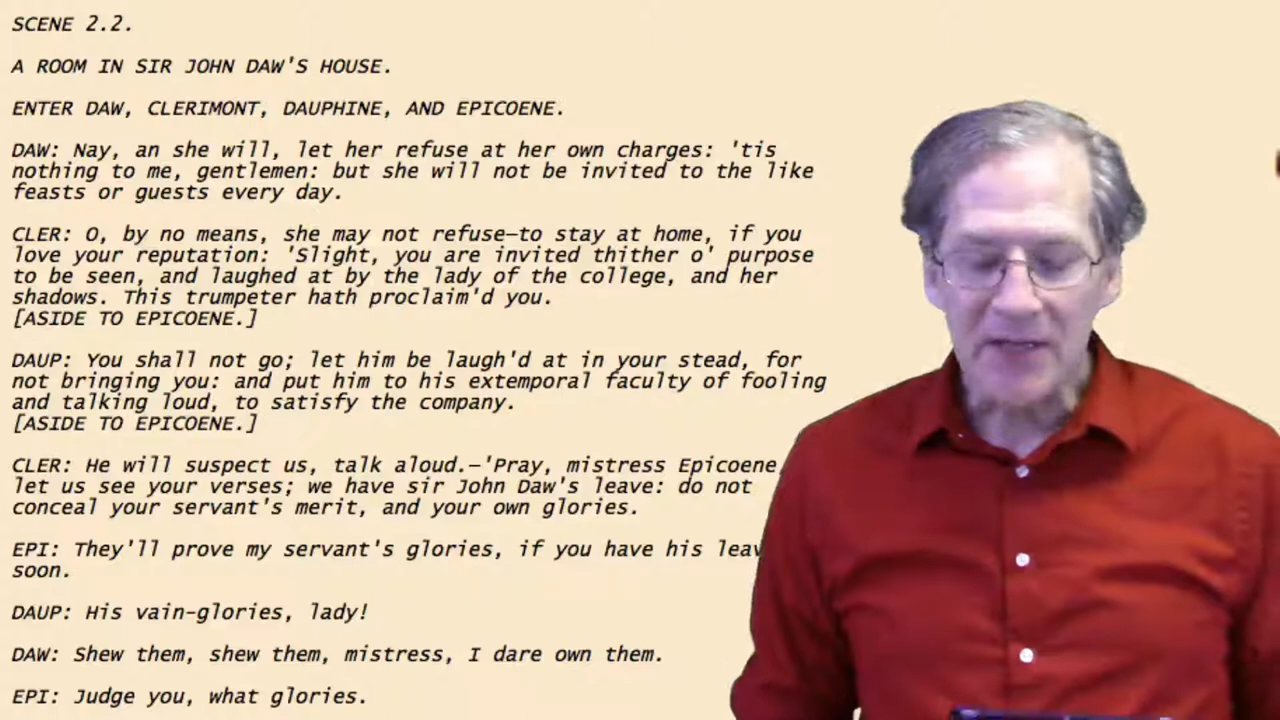 SCENE 2.2.
A ROOM IN SIR JOHN DAW'S HOUSE.
ENTER DAW, CLERIMONT, DAUPHINE, AND EPICOENE.
DAW: Nay, an she will, let her refuse at her own charges: 'tis
nothing to me, gentlemen: but she will not be invited to the like
feasts or guests every day.
CLER: O, by no means, she may not refuse—to stay at home, if you
love your reputation: 'Slight, you are invited thither o' purpose
to be seen, and laughed at by the lady of the college, and her
shadows. This trumpeter hath proclaim'd you.
[ASIDE TO EPICOENE.]
DAUP: You shall not go; let him be laugh'd at in your stead, for
not bringing you: and put him to his extemporal faculty of fooling
and talking loud, to satisfy the company.
[ASIDE TO EPICOENE.]
CLER: He will suspect us, talk aloud.—'Pray, mistress Epicoene,
let us see your verses; we have sir John Daw's leave: do not
conceal your servant's merit, and your own glories.
EPI: They'll prove my servant's glories, if you have his
soon.
DAUP: His vain-glories, lady!
DAW: Shew them, shew them, mistress, I dare own them.
EPI: Judge you, what glories.